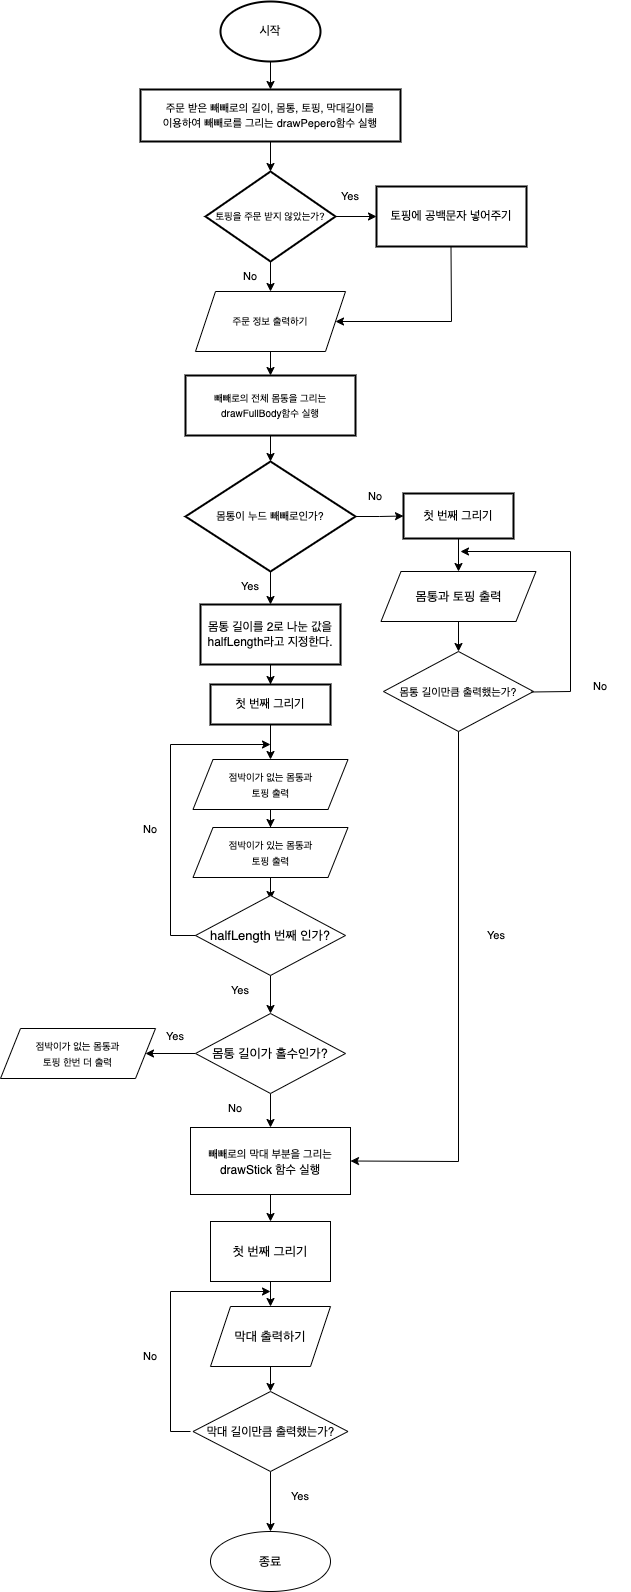 시작
주문 받은 빼빼로의 길이, 몸통, 토핑, 막대길이를
이용하여 빼빼로를 그리는 drawPepero함수 실행
토핑을 주문 받지 않았는가?
Yes
토핑에 공백문자 넣어주기
No
주문 정보 출력하기
빼빼로의 전체 몸통을 그리는
drawFullBody함수 실행
몸통이 누드 빼빼로인가?
No
첫 번째 그리기
Yes
몸통과 토핑 출력
몸통 길이를 2로 나눈 값을
halfLength라고 지정한다.
몸통 길이만큼 출력했는가?
No
첫 번째 그리기
점박이가 없는 몸통과
토핑 출력
No
점박이가 있는 몸통과
토핑 출력
halfLength 번째 인가?
Yes
Yes
몸통 길이가 홀수인가?
Yes
점박이가 없는 몸통과
토핑 한번 더 출력
No
빼빼로의 막대 부분을 그리는
drawStick 함수 실행
첫 번째 그리기
막대 출력하기
No
막대 길이만큼 출력했는가?
Yes
종료